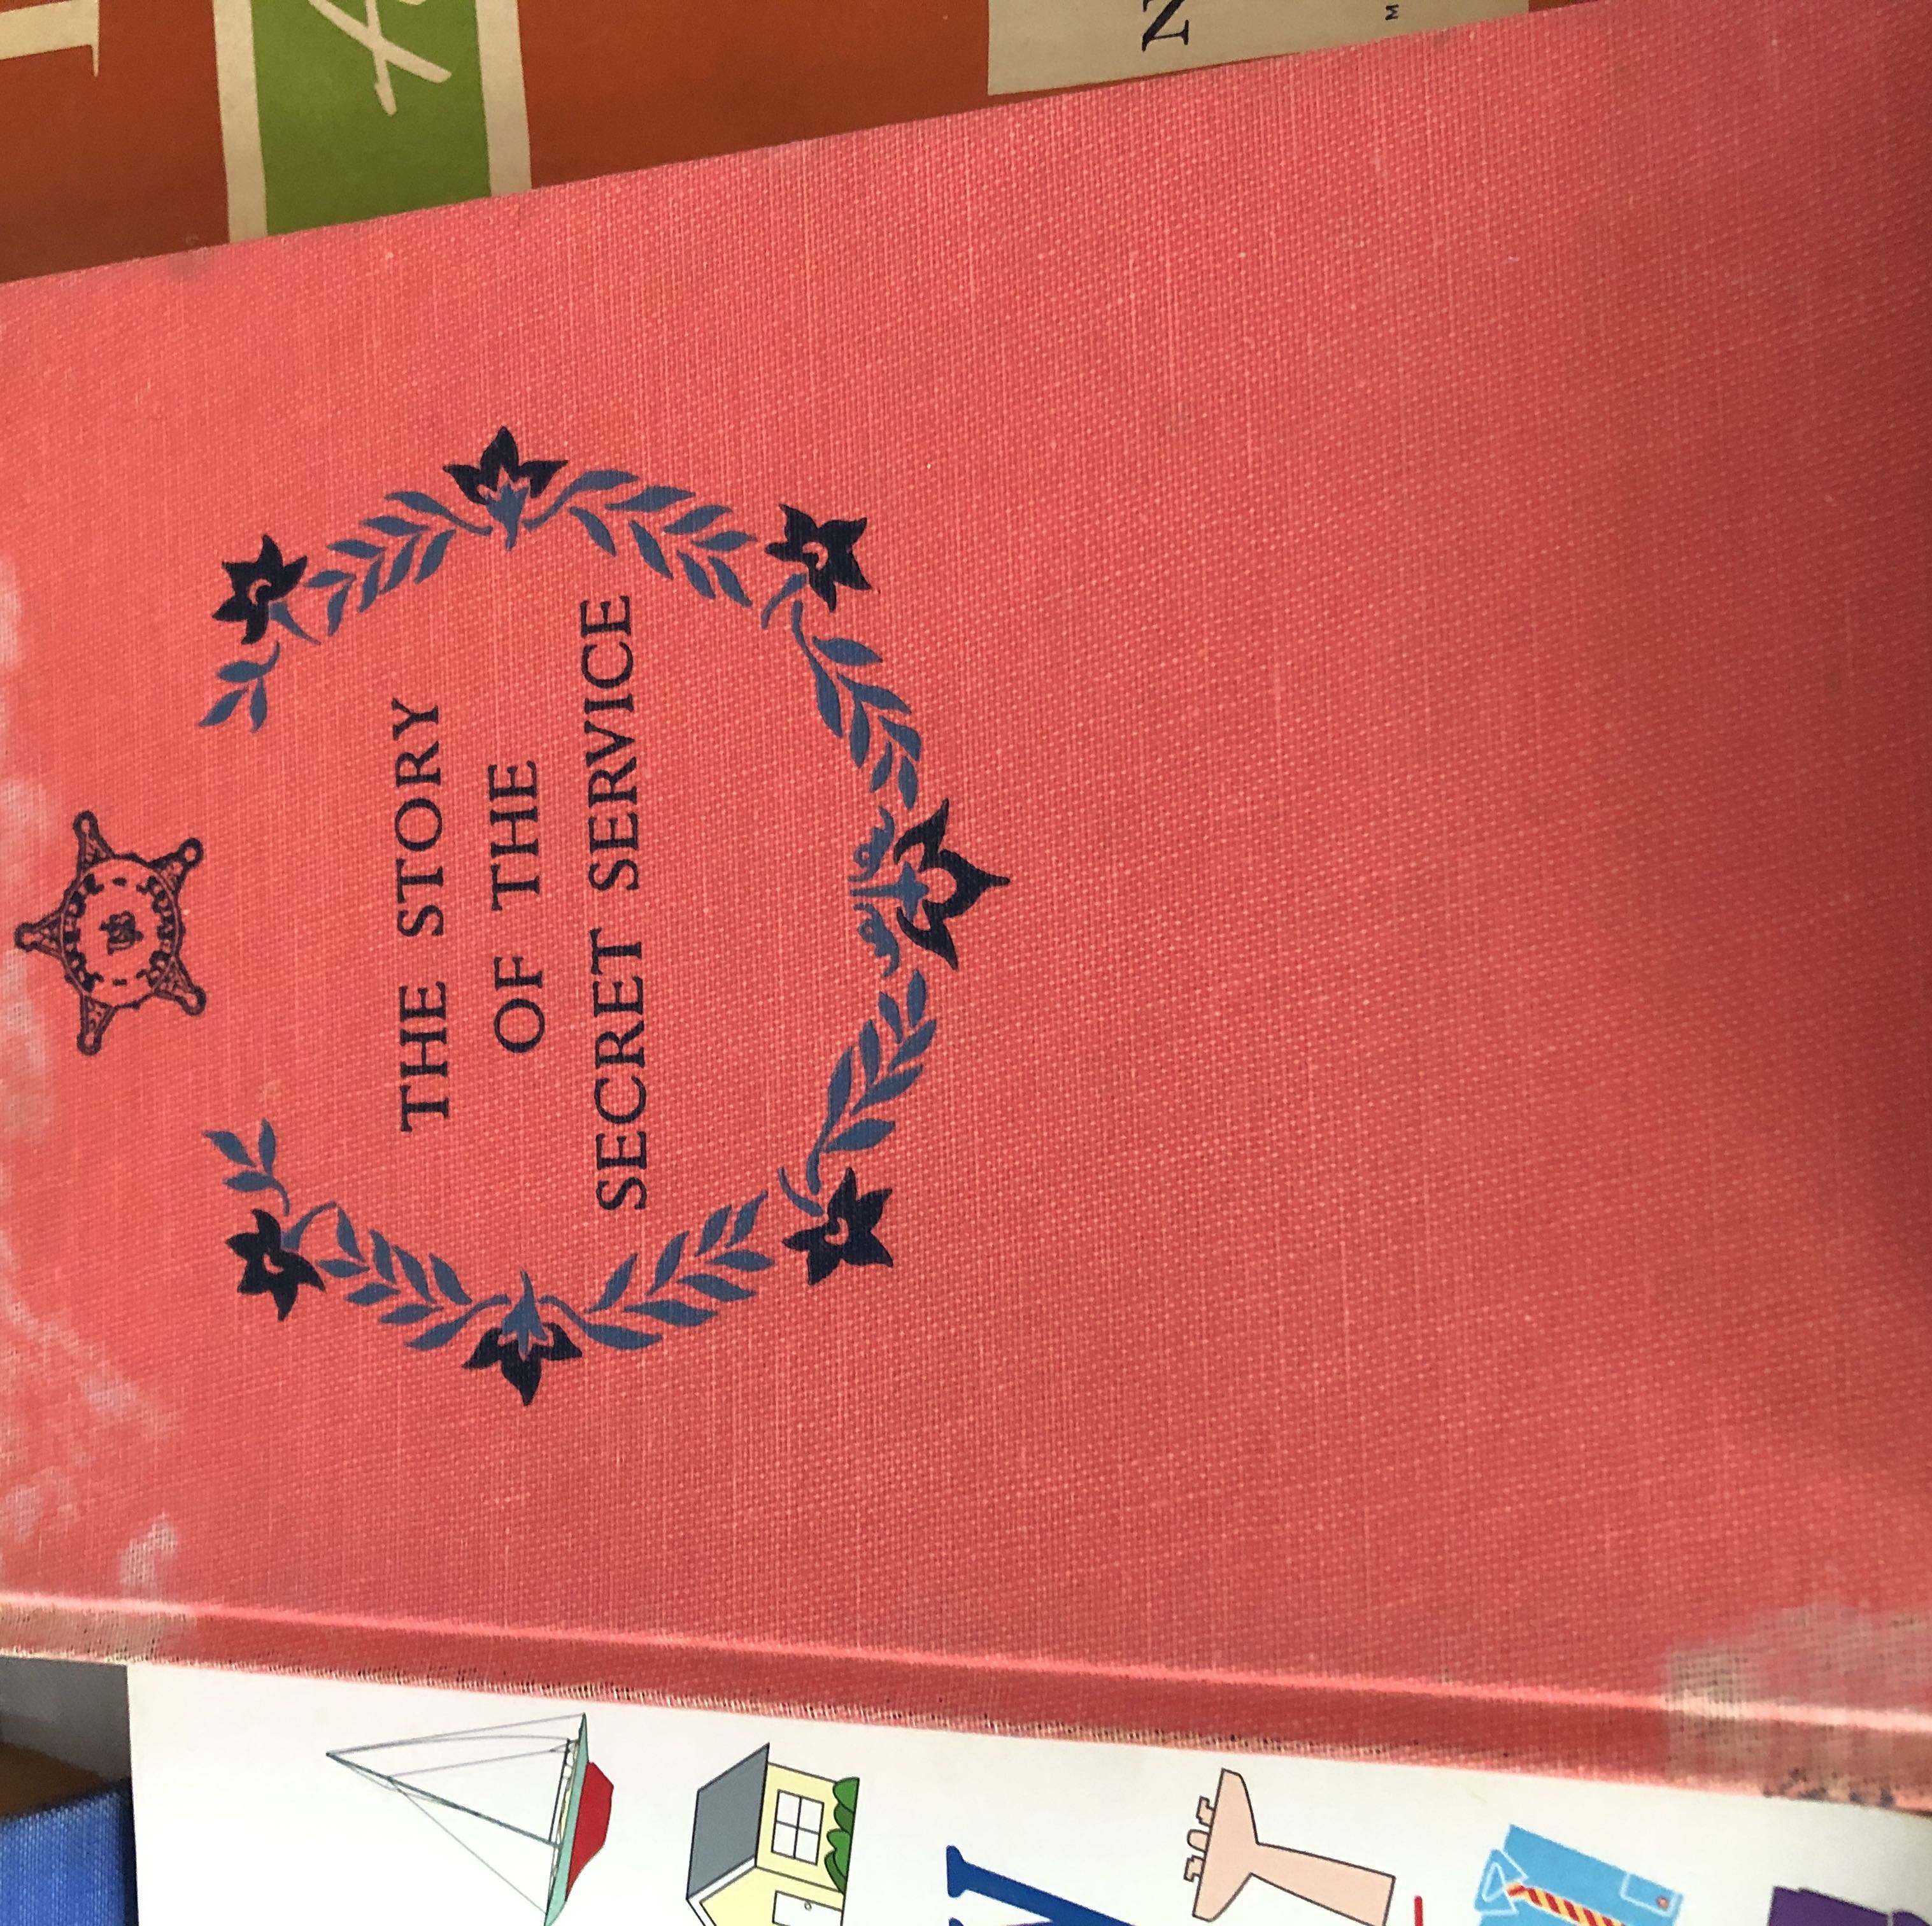 THE STORY
OF THE
SECRET SERVICE